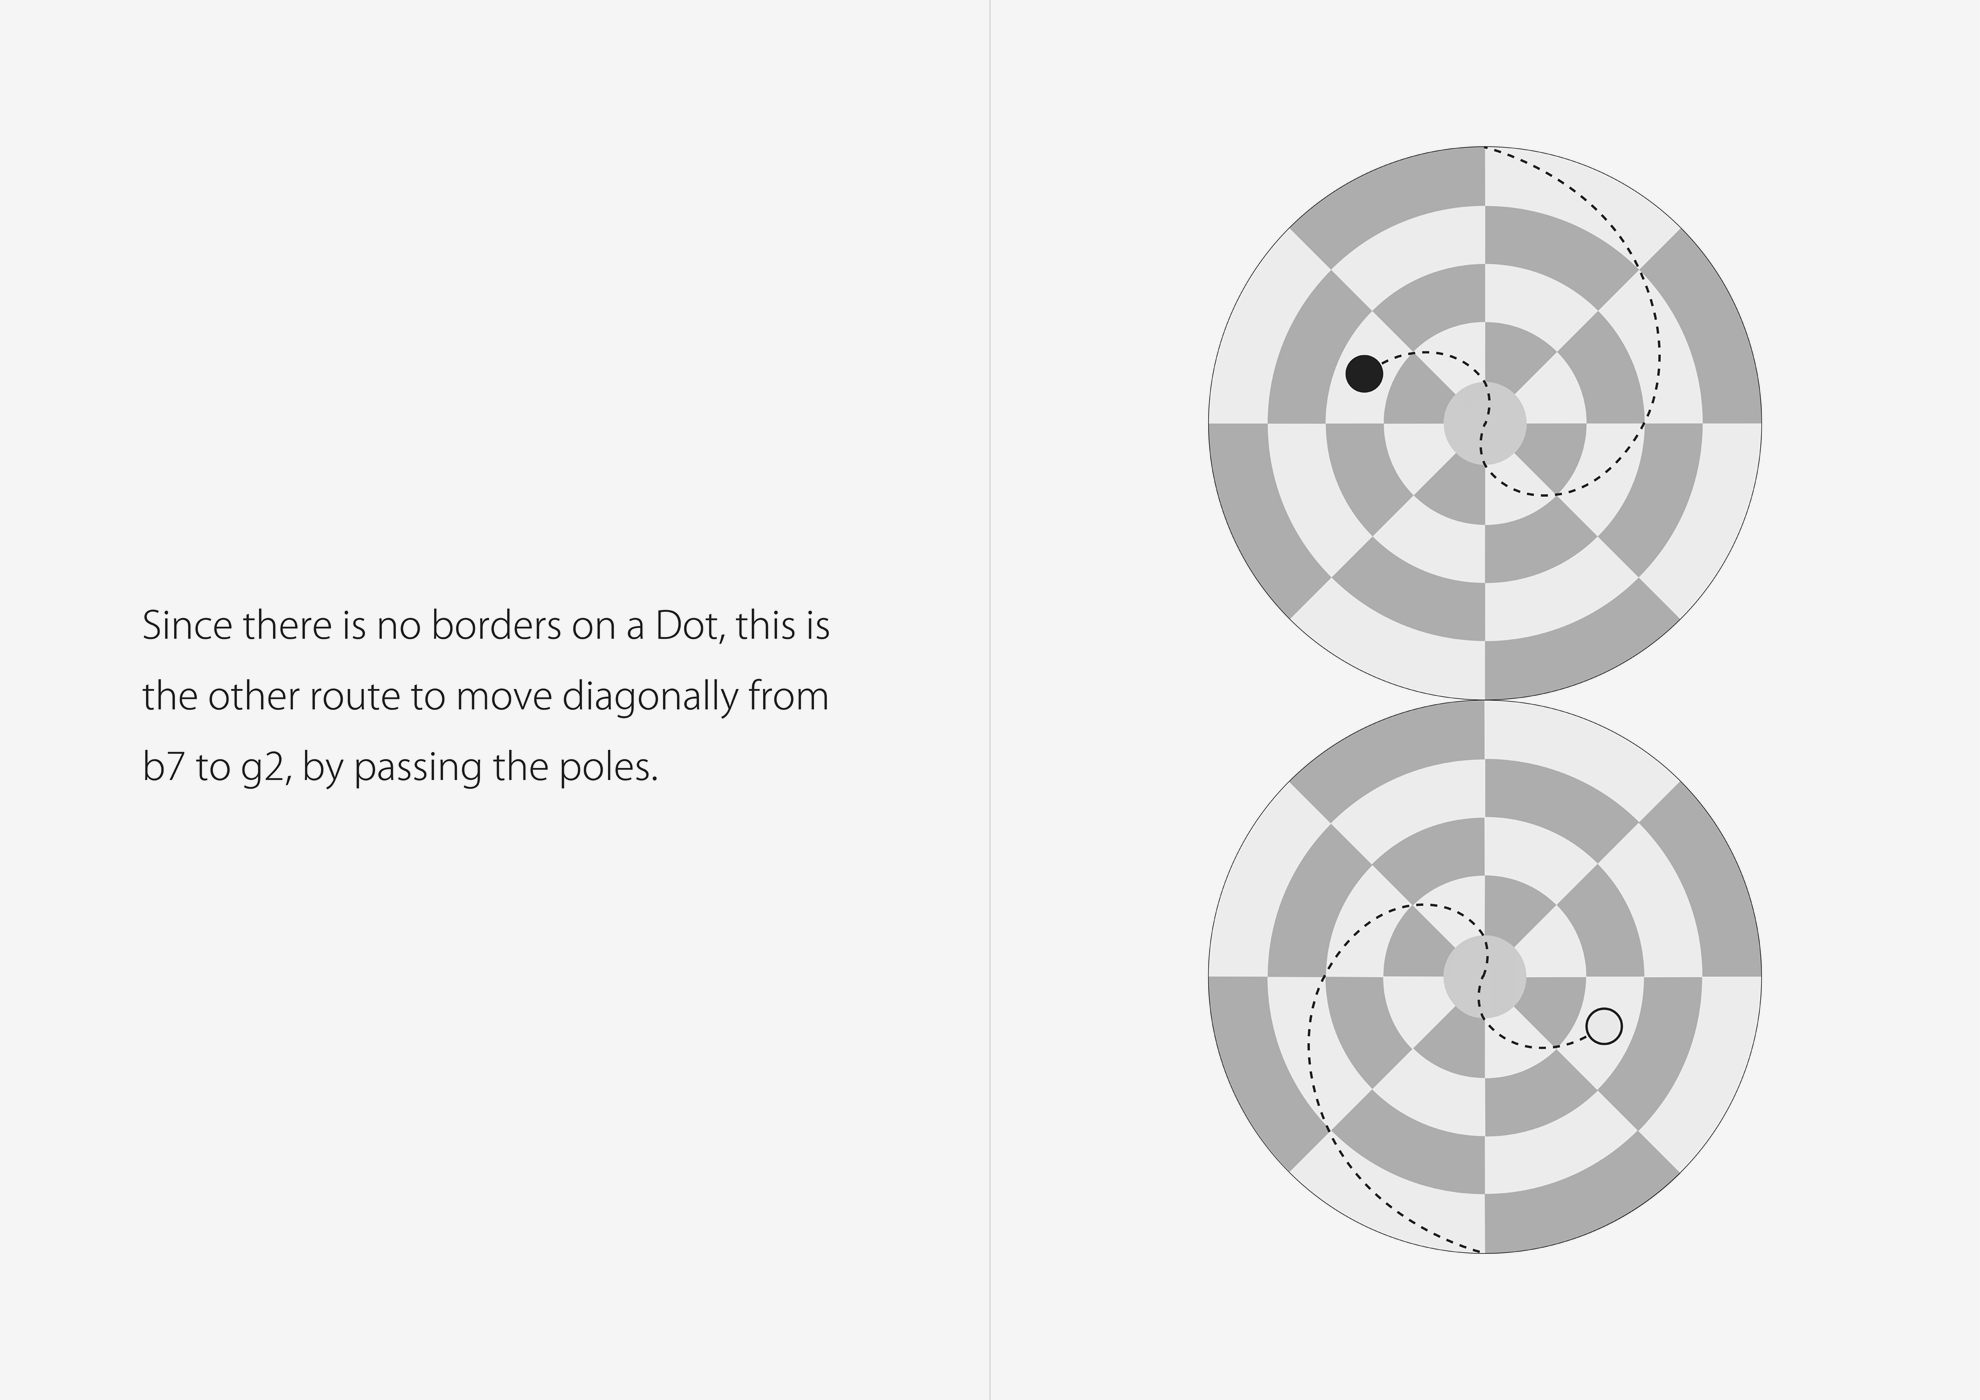 Since there is no borders on a Dot, this is
the other route to move diagonally from
b7 to g2, by passing the poles.